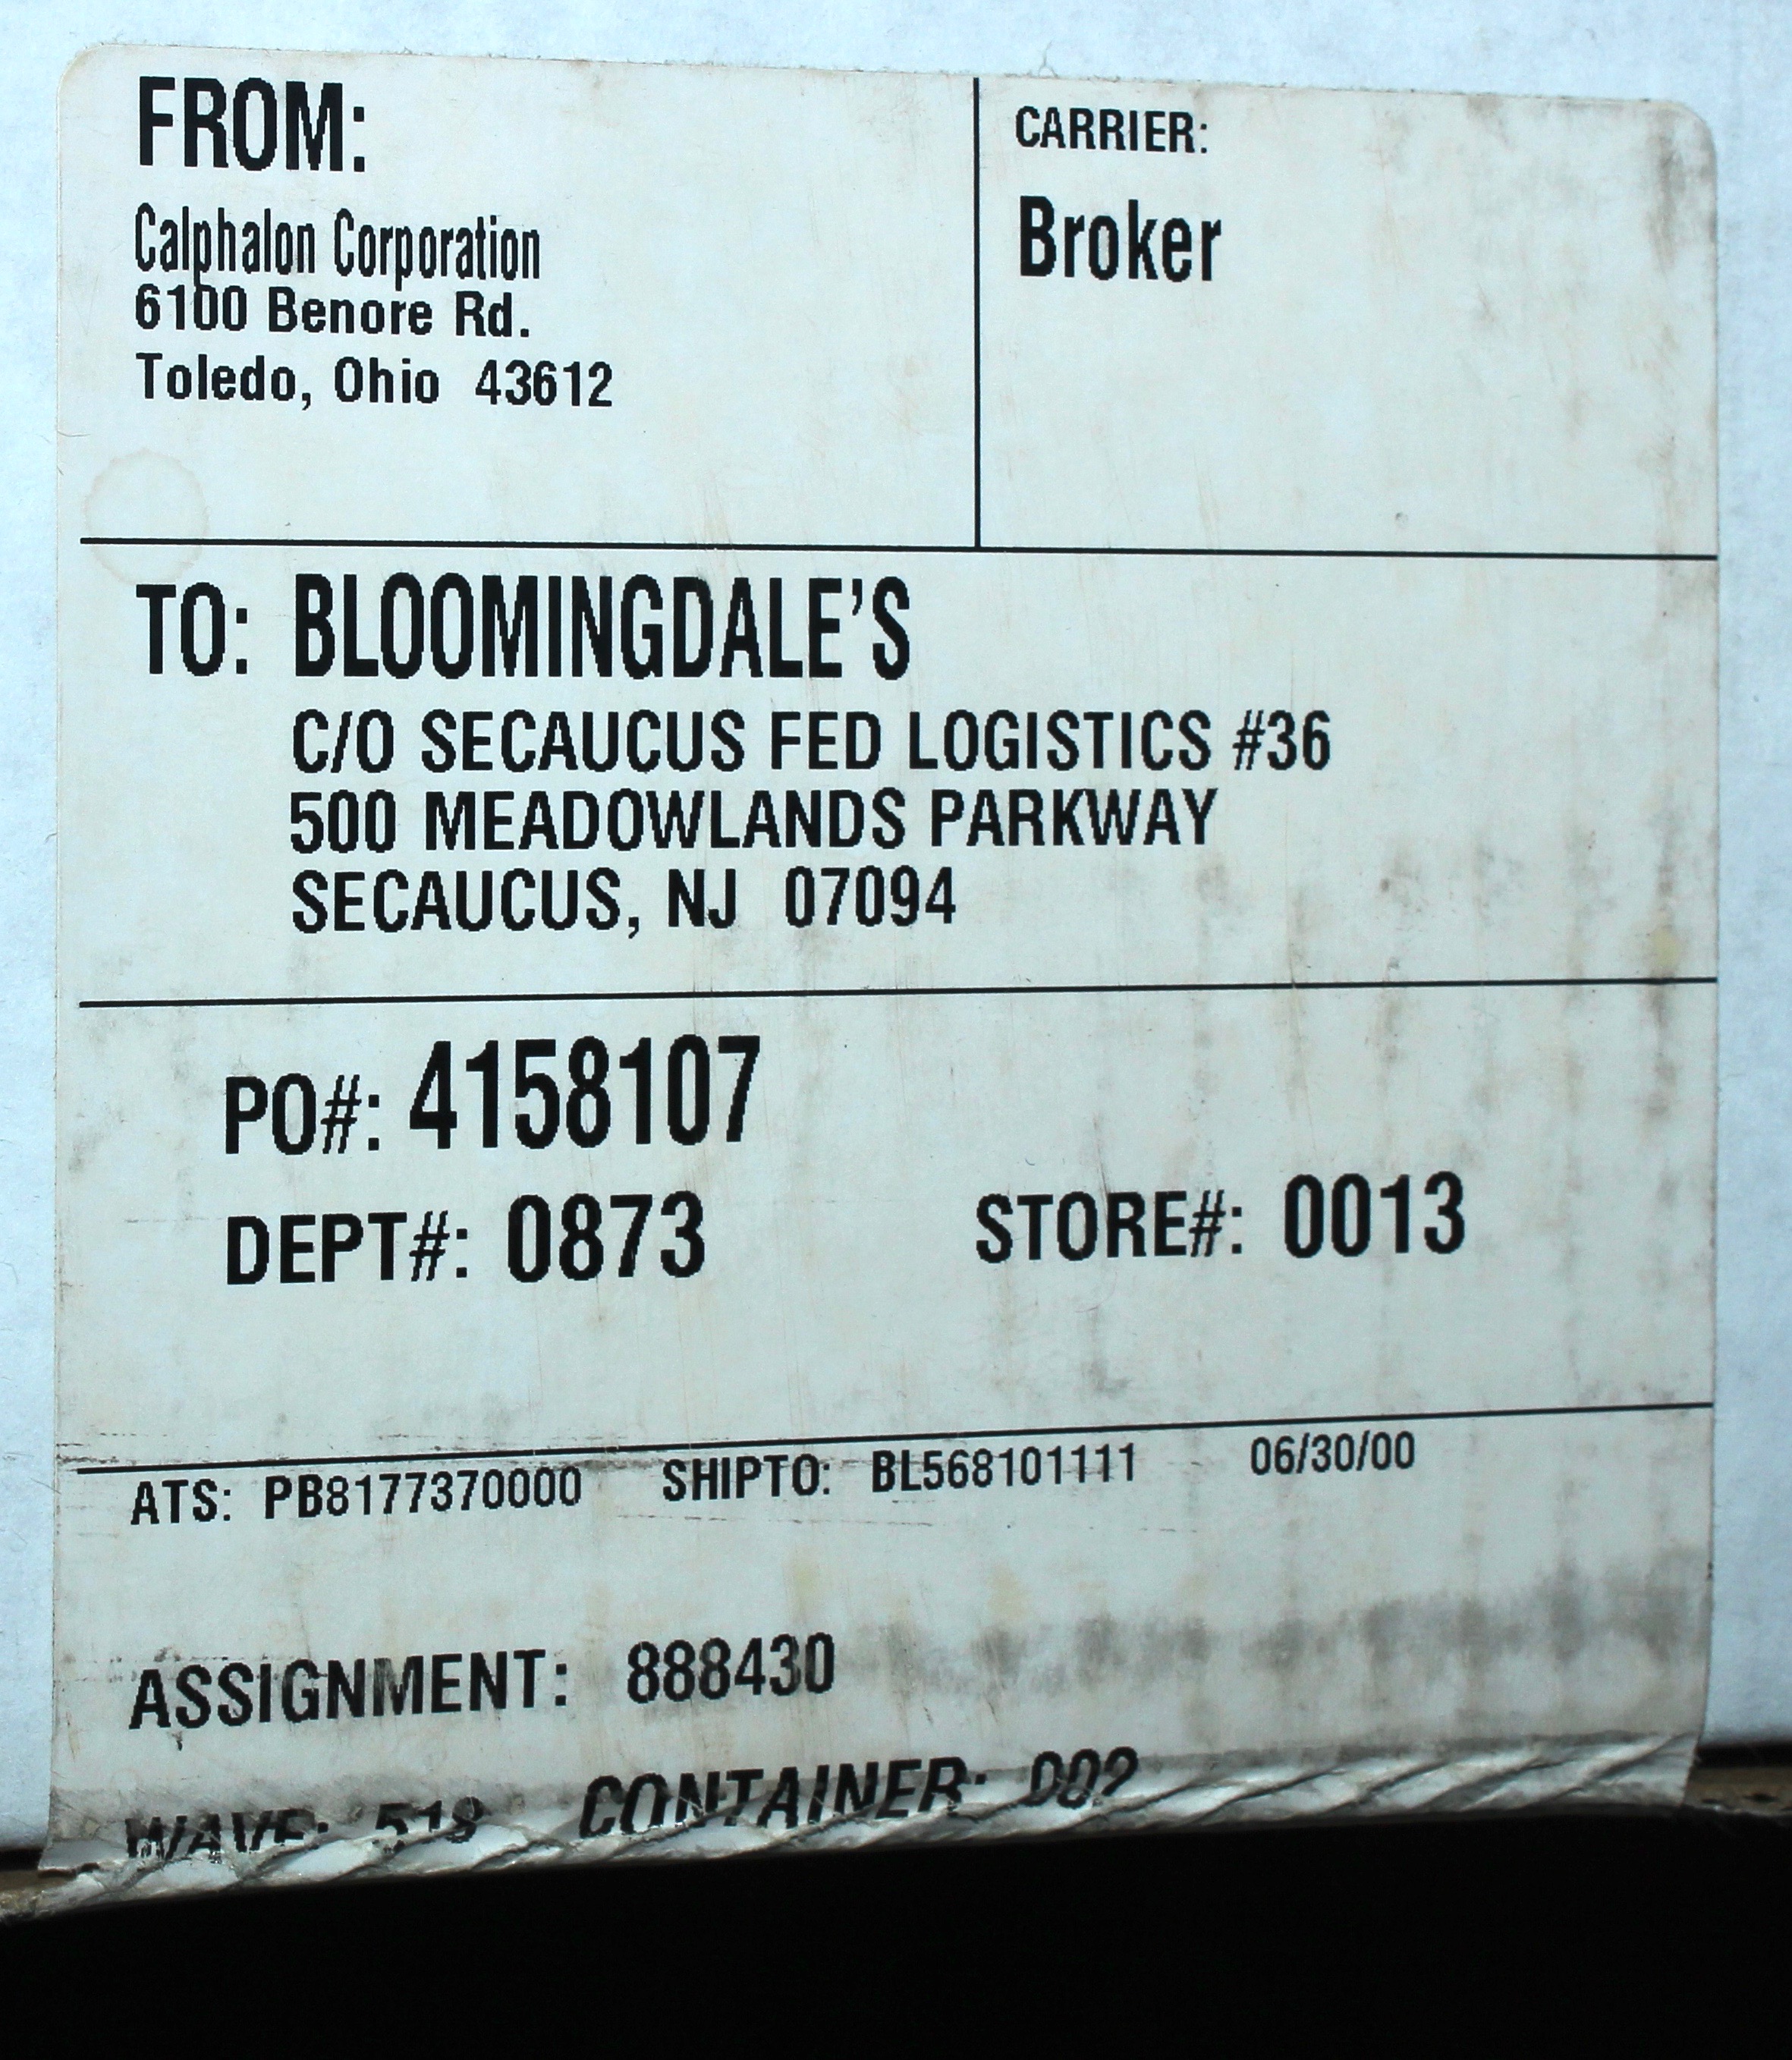 FROM:
Calphalon Corporation
6100 Benore Rd.
Toledo, Ohio 43612
CARRIER:
Broker
TO: BLOOMINGDALE'S
C/O SECAUCUS FED LOGISTICS #36
500 MEADOWLANDS PARKWAY
SECAUCUS, NJ 07094
PO#: 4158107
DEPT#: 0873 STORE#: 0013
ATS: PB8177370000 SHIPTO: BL568101111 06/30/00
ASSIGNMENT: 888430
WAVE: CONTAINER: 002